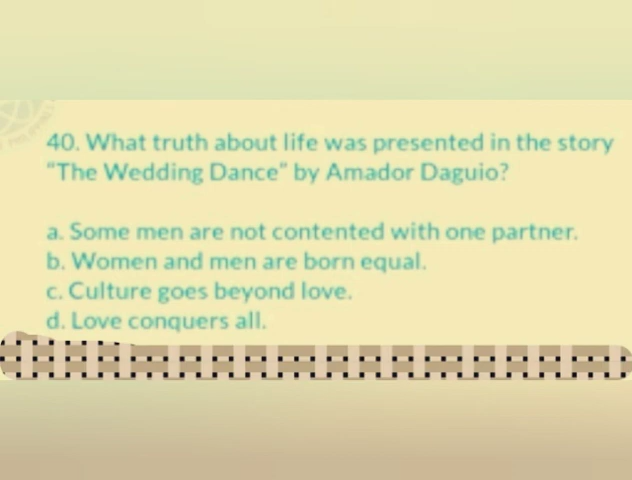 40. What truth about life was presented in the story
"The Wedding Dance" by Amador Daguio?
a. Some men are not contented with one partner.
b. Women and men are born equal.
c. Culture goes beyond love.
d. Love conquers all.